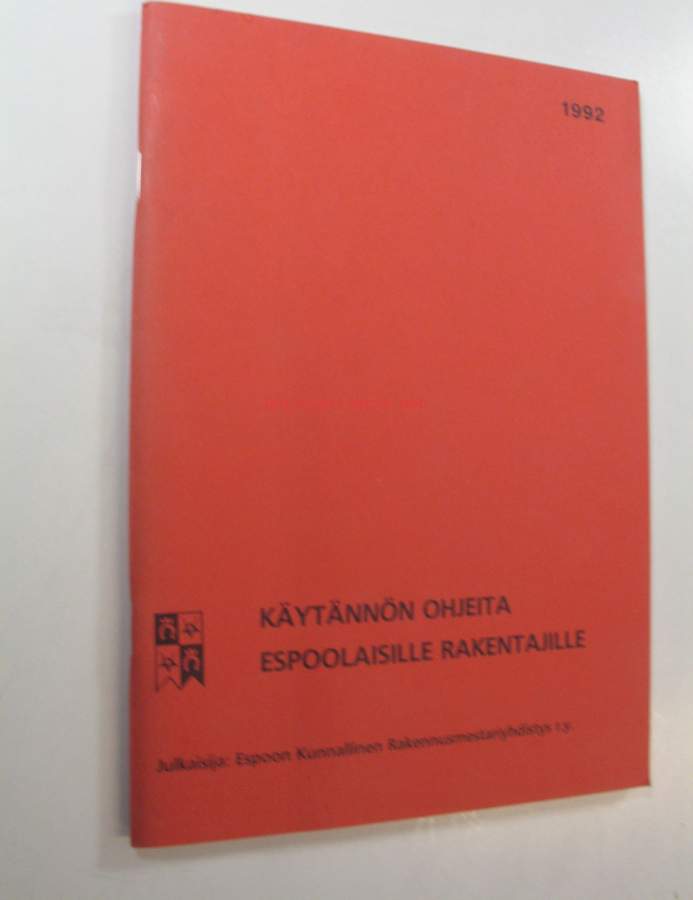 1992
KÄYTÄNNÖN OHJEITA
ESPOOLAISILLE RAKENTAJILLE
Julkaisija: Espoon Kunnallinen Rakennusmestariyhdistys r.y.